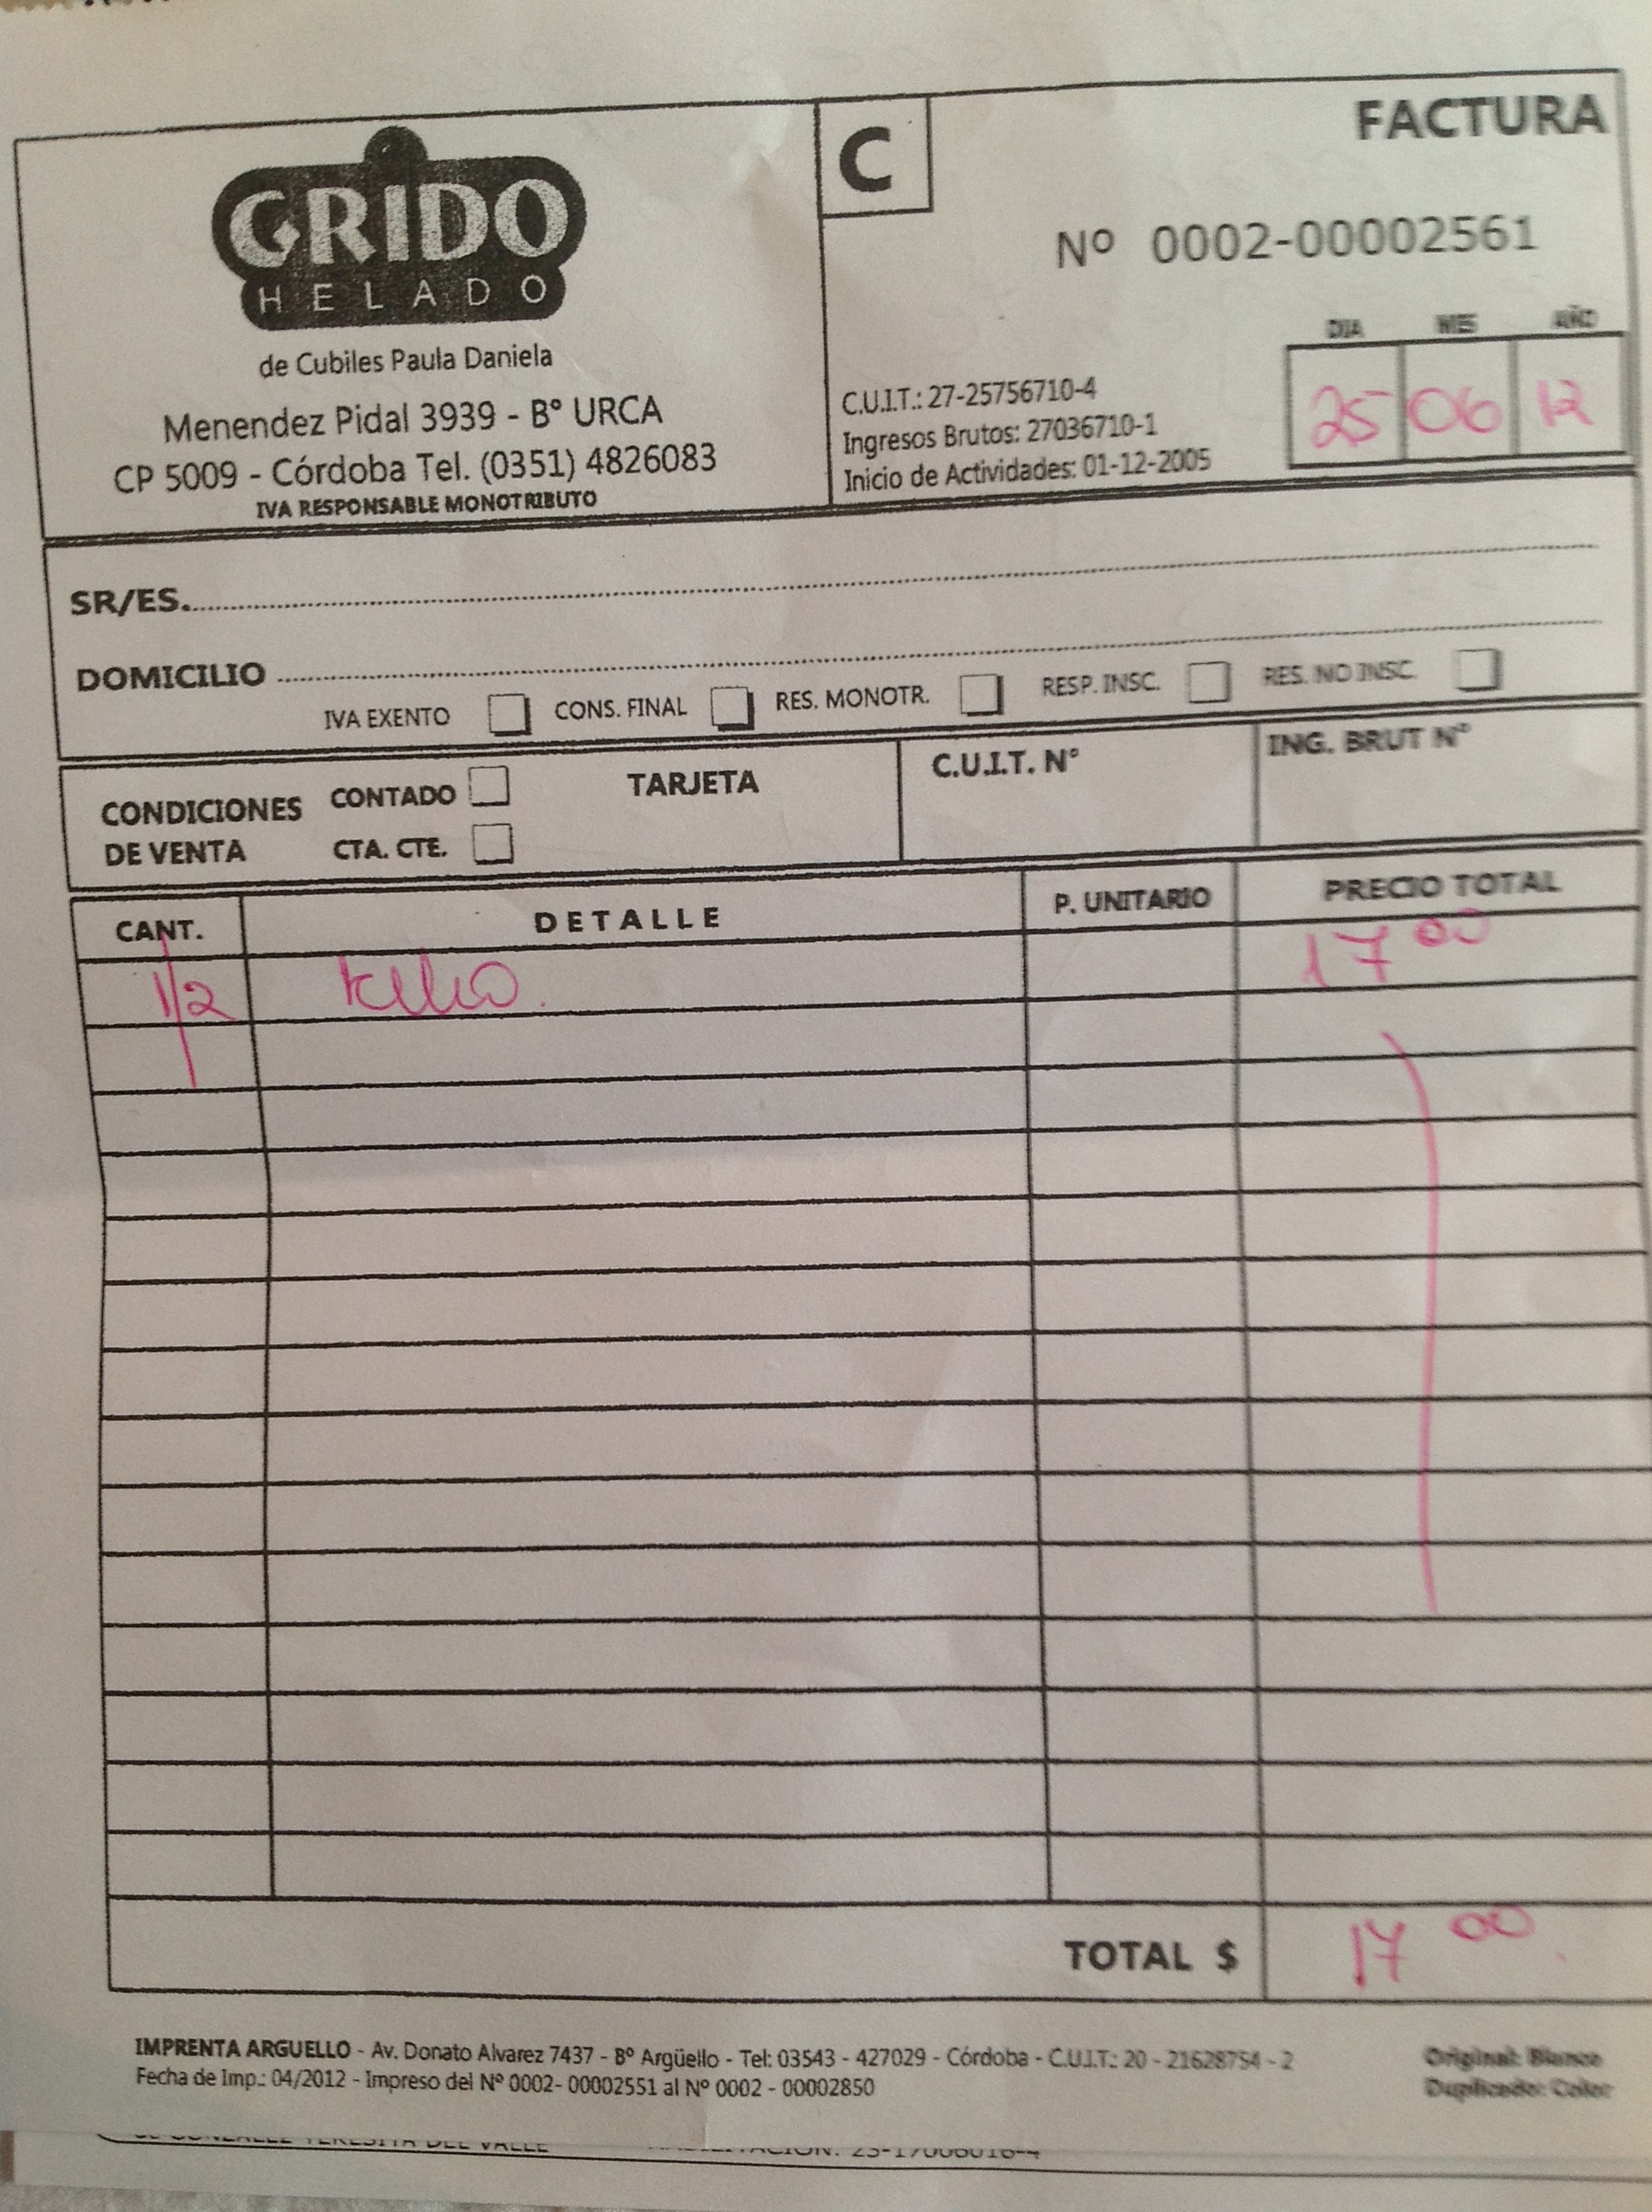 GRIDO
HELADO
de Cubiles Paula Daniela
Menendez Pidal 3939 - B° URCA
CP 5009 - Córdoba Tel. (0351) 4826083
IVA RESPONSABLE MONOTRIBUTO
C
FACTURA
Nº 0002-00002561
DIA MES AÑO
25 06 12
C.U.I.T.: 27-25756710-4
Ingresos Brutos: 27036710-1
Inicio de Actividades: 01-12-2005
SR/ES.
DOMICILIO
IVA EXENTO CONS. FINAL RES. MONOTR. RESP. INSC. RES. NO INSC.
CONDICIONES DE VENTA
CONTADO
CTA. CTE.
TARJETA
C.U.I.T. N°
ING. BRUT N°
CANT. DETALLE P. UNITARIO PRECIO TOTAL
1/2 kilo. 17 00
TOTAL $ 17 00
IMPRENTA ARGUELLO - Av. Donato Alvarez 7437 - Bº Argüello - Tel: 03543 - 427029 - Córdoba - C.U.I.T.: 20 - 21628754 - 2
Fecha de Imp.: 04/2012 - Impreso del Nº 0002- 00002551 al Nº 0002 - 00002850
Original: Blanco
Duplicado: Color